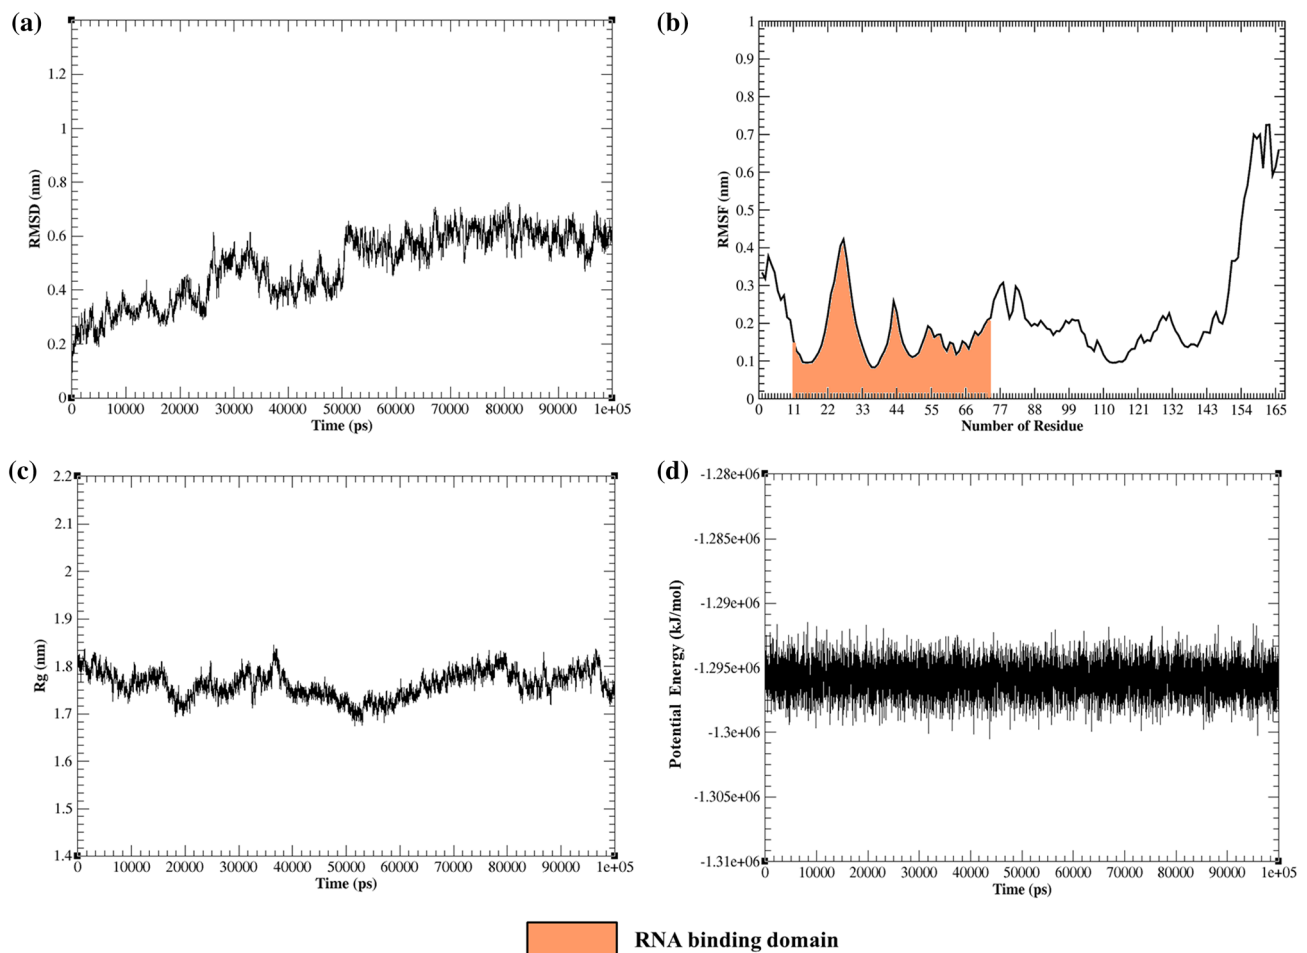 (a)
1.2
1
0.8
0.6
0.4
0.2
0
RMSD (nm)
0 10000 20000 30000 40000 50000 60000 70000 80000 90000 1e+05
Time (ps)
(b)
1
0.9
0.8
0.7
0.6
0.5
0.4
0.3
0.2
0.1
0
RMSF (nm)
0 11 22 33 44 55 66 77 88 99 110 121 132 143 154 165
Number of Residue
(c)
2.2
2.1
2
1.9
1.8
1.7
1.6
1.5
1.4
Rg (nm)
0 10000 20000 30000 40000 50000 60000 70000 80000 90000 1e+05
Time (ps)
(d)
-1.28e+06
-1.285e+06
-1.29e+06
-1.295e+06
-1.3e+06
-1.305e+06
-1.31e+06
Potential Energy (kJ/mol)
0 10000 20000 30000 40000 50000 60000 70000 80000 90000 1e+05
Time (ps)
RNA binding domain